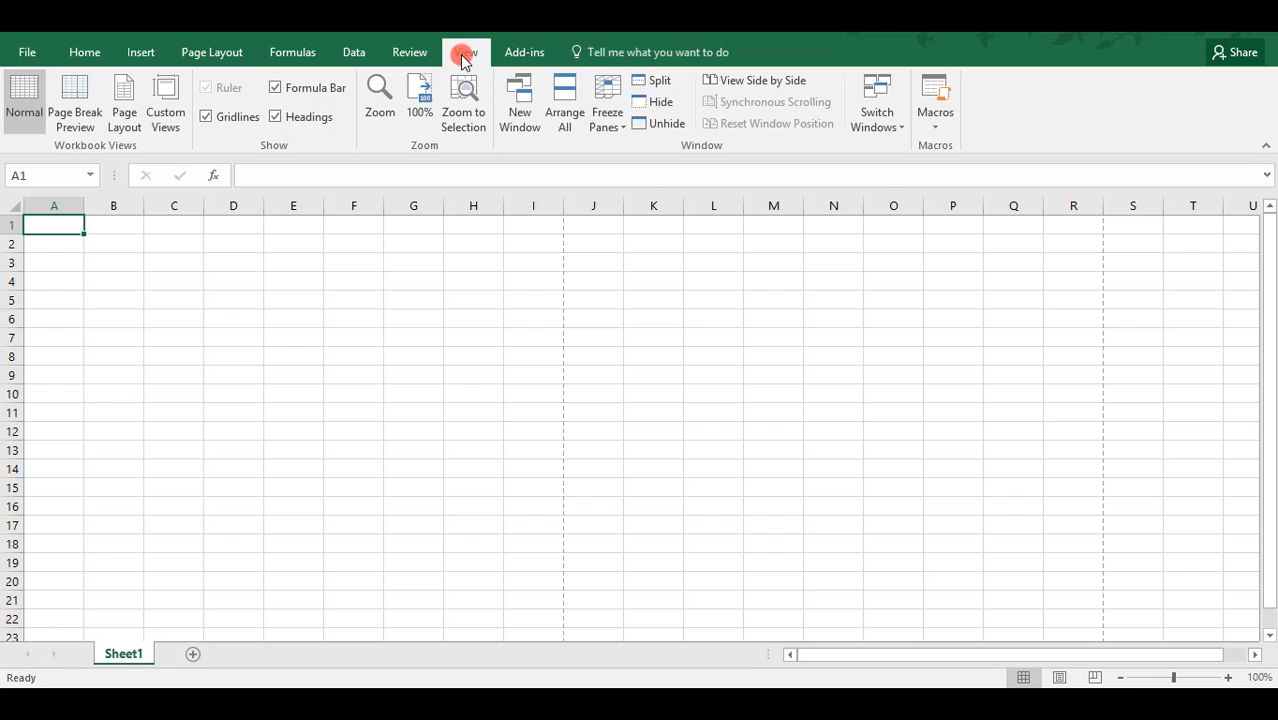 File Home Insert Page Layout Formulas Data Review View Add-ins Tell me what you want to do Share
Normal Page Break Preview Page Layout Custom Views
Workbook Views
Ruler Formula Bar
Gridlines Headings
Show
Zoom 100% Zoom to Selection
Zoom
New Window Arrange All Freeze Panes
Split View Side by Side
Hide Synchronous Scrolling
Unhide Reset Window Position
Window
Switch Windows
Macros
Macros
A1 fx
A B C D E F G H I J K L M N O P Q R S T U
1
2
3
4
5
6
7
8
9
10
11
12
13
14
15
16
17
18
19
20
21
22
23
Sheet1
Ready 100%